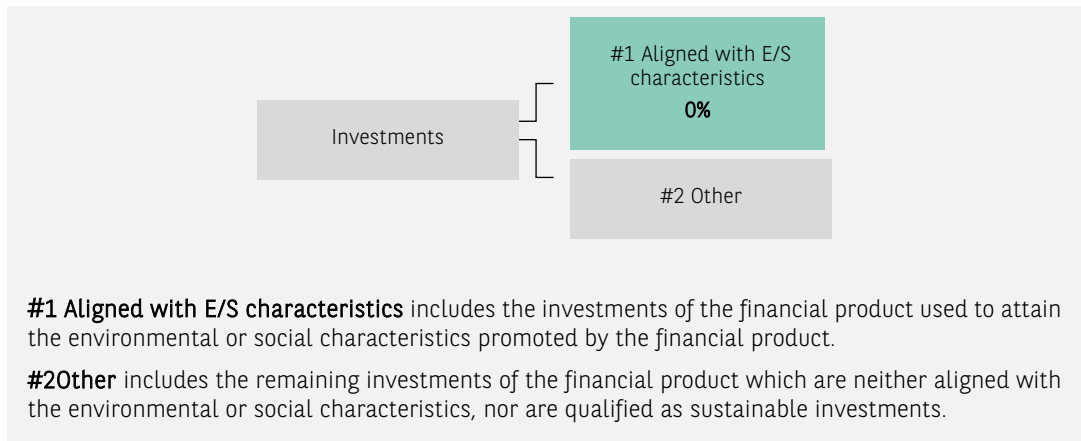 #1 Aligned with E/S
characteristics
0%
Investments
#2 Other
#1 Aligned with E/S characteristics includes the investments of the financial product used to attain
the environmental or social characteristics promoted by the financial product.
#2Other includes the remaining investments of the financial product which are neither aligned with
the environmental or social characteristics, nor are qualified as sustainable investments.